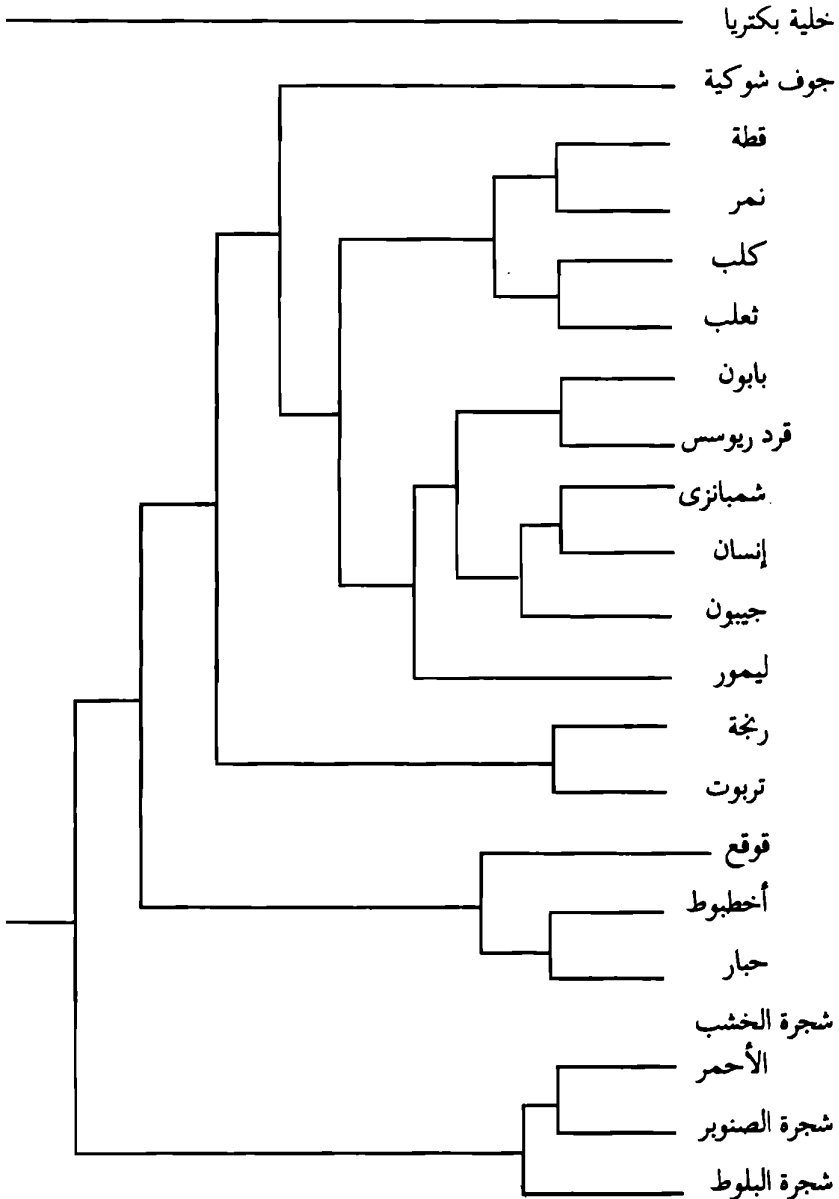 خلية بكتريا
جوف شوكية
قطة
نمر
كلب
ثعلب
بابون
قرد ريوسس
شمبانزى
إنسان
جيبون
ليمور
رنجة
تربوت
قوقع
أخطبوط
حبار
شجرة الخشب
الأحمر
شجرة الصنوبر
شجرة البلوط